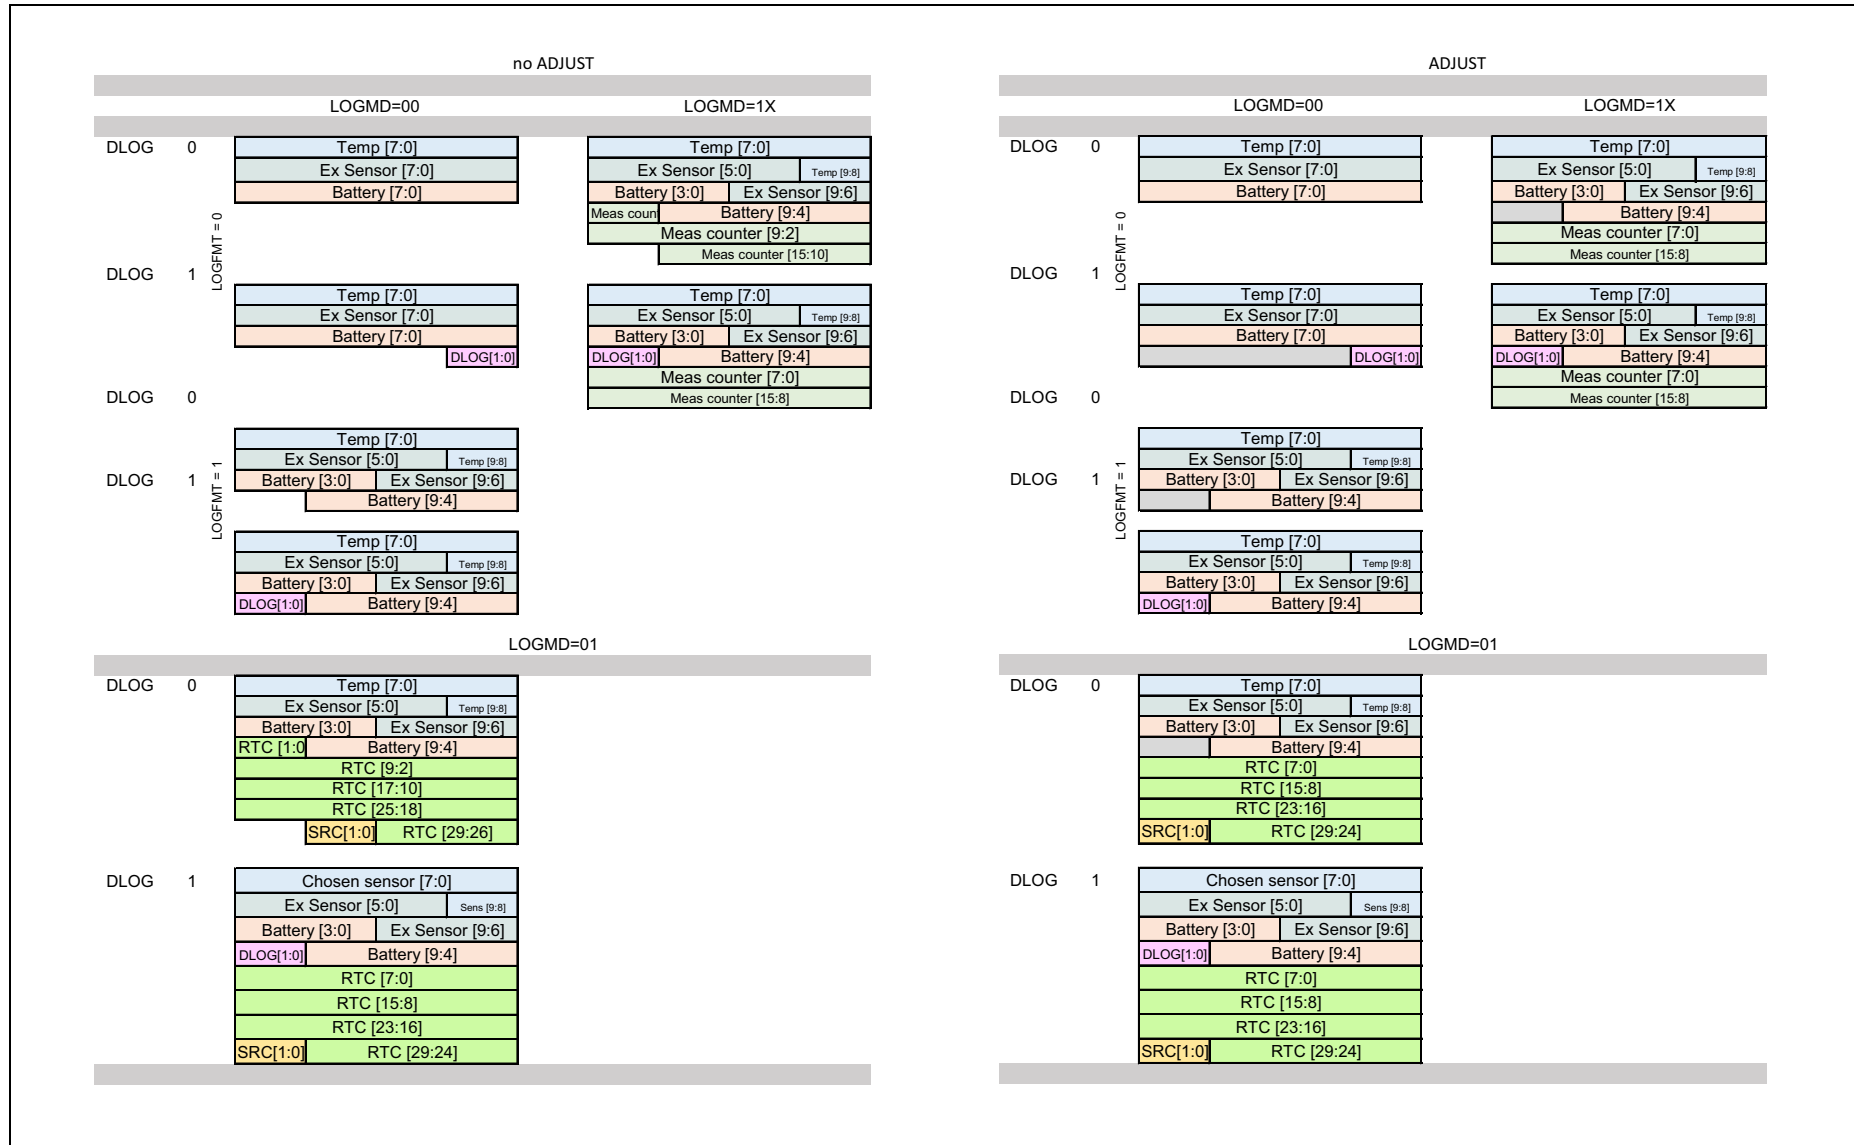 no ADJUST
LOGMD=00 LOGMD=1X
DLOG 0
Temp [7:0] Temp [7:0]
Ex Sensor [7:0] Ex Sensor [5:0] Temp [9:8]
Battery [7:0] Battery [3:0] Ex Sensor [9:6]
Meas coun Battery [9:4]
Meas counter [9:2]
Meas counter [15:10]
LOGFMT = 0
DLOG 1
Temp [7:0] Temp [7:0]
Ex Sensor [7:0] Ex Sensor [5:0] Temp [9:8]
Battery [7:0] Battery [3:0] Ex Sensor [9:6]
DLOG[1:0] DLOG[1:0] Battery [9:4]
Meas counter [7:0]
DLOG 0 Meas counter [15:8]
Temp [7:0]
Ex Sensor [5:0] Temp [9:8]
DLOG 1 Battery [3:0] Ex Sensor [9:6]
Battery [9:4]
LOGFMT = 1
Temp [7:0]
Ex Sensor [5:0] Temp [9:8]
Battery [3:0] Ex Sensor [9:6]
DLOG[1:0] Battery [9:4]
LOGMD=01
DLOG 0 Temp [7:0]
Ex Sensor [5:0] Temp [9:8]
Battery [3:0] Ex Sensor [9:6]
RTC [1:0 Battery [9:4]
RTC [9:2]
RTC [17:10]
RTC [25:18]
SRC[1:0] RTC [29:26]
DLOG 1 Chosen sensor [7:0]
Ex Sensor [5:0] Sens [9:8]
Battery [3:0] Ex Sensor [9:6]
DLOG[1:0] Battery [9:4]
RTC [7:0]
RTC [15:8]
RTC [23:16]
SRC[1:0] RTC [29:24]
ADJUST
LOGMD=00 LOGMD=1X
DLOG 0
Temp [7:0] Temp [7:0]
Ex Sensor [7:0] Ex Sensor [5:0] Temp [9:8]
Battery [7:0] Battery [3:0] Ex Sensor [9:6]
Battery [9:4]
Meas counter [7:0]
Meas counter [15:8]
LOGFMT = 0
DLOG 1
Temp [7:0] Temp [7:0]
Ex Sensor [7:0] Ex Sensor [5:0] Temp [9:8]
Battery [7:0] Battery [3:0] Ex Sensor [9:6]
DLOG[1:0] DLOG[1:0] Battery [9:4]
Meas counter [7:0]
DLOG 0 Meas counter [15:8]
Temp [7:0]
Ex Sensor [5:0] Temp [9:8]
DLOG 1 Battery [3:0] Ex Sensor [9:6]
Battery [9:4]
LOGFMT = 1
Temp [7:0]
Ex Sensor [5:0] Temp [9:8]
Battery [3:0] Ex Sensor [9:6]
DLOG[1:0] Battery [9:4]
LOGMD=01
DLOG 0 Temp [7:0]
Ex Sensor [5:0] Temp [9:8]
Battery [3:0] Ex Sensor [9:6]
Battery [9:4]
RTC [7:0]
RTC [15:8]
RTC [23:16]
SRC[1:0] RTC [29:24]
DLOG 1 Chosen sensor [7:0]
Ex Sensor [5:0] Sens [9:8]
Battery [3:0] Ex Sensor [9:6]
DLOG[1:0] Battery [9:4]
RTC [7:0]
RTC [15:8]
RTC [23:16]
SRC[1:0] RTC [29:24]